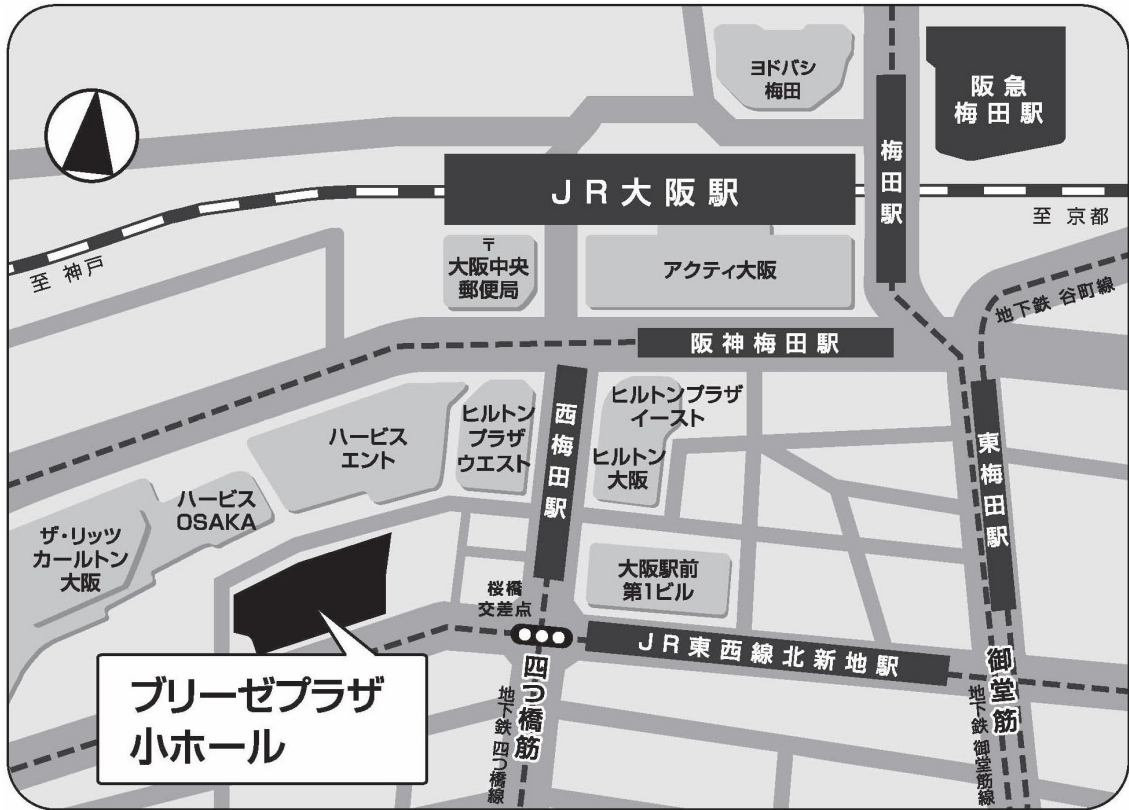 ヨドバシ
梅田
阪急
梅田駅
梅田駅
JR大阪駅
至 京都
至 神戸
〒
大阪中央
郵便局
アクティ大阪
地下鉄 谷町線
阪神梅田駅
西梅田駅
ヒルトンプラザ
イースト
ヒルトン
大阪
ヒルトン
プラザ
ウエスト
ハービス
エント
東梅田駅
ハービス
OSAKA
ザ・リッツ
カールトン
大阪
大阪駅前
第1ビル
桜橋
交差点
JR東西線北新地駅
四つ橋筋
地下鉄 四つ橋線
御堂筋
地下鉄 御堂筋線
ブリーゼプラザ
小ホール